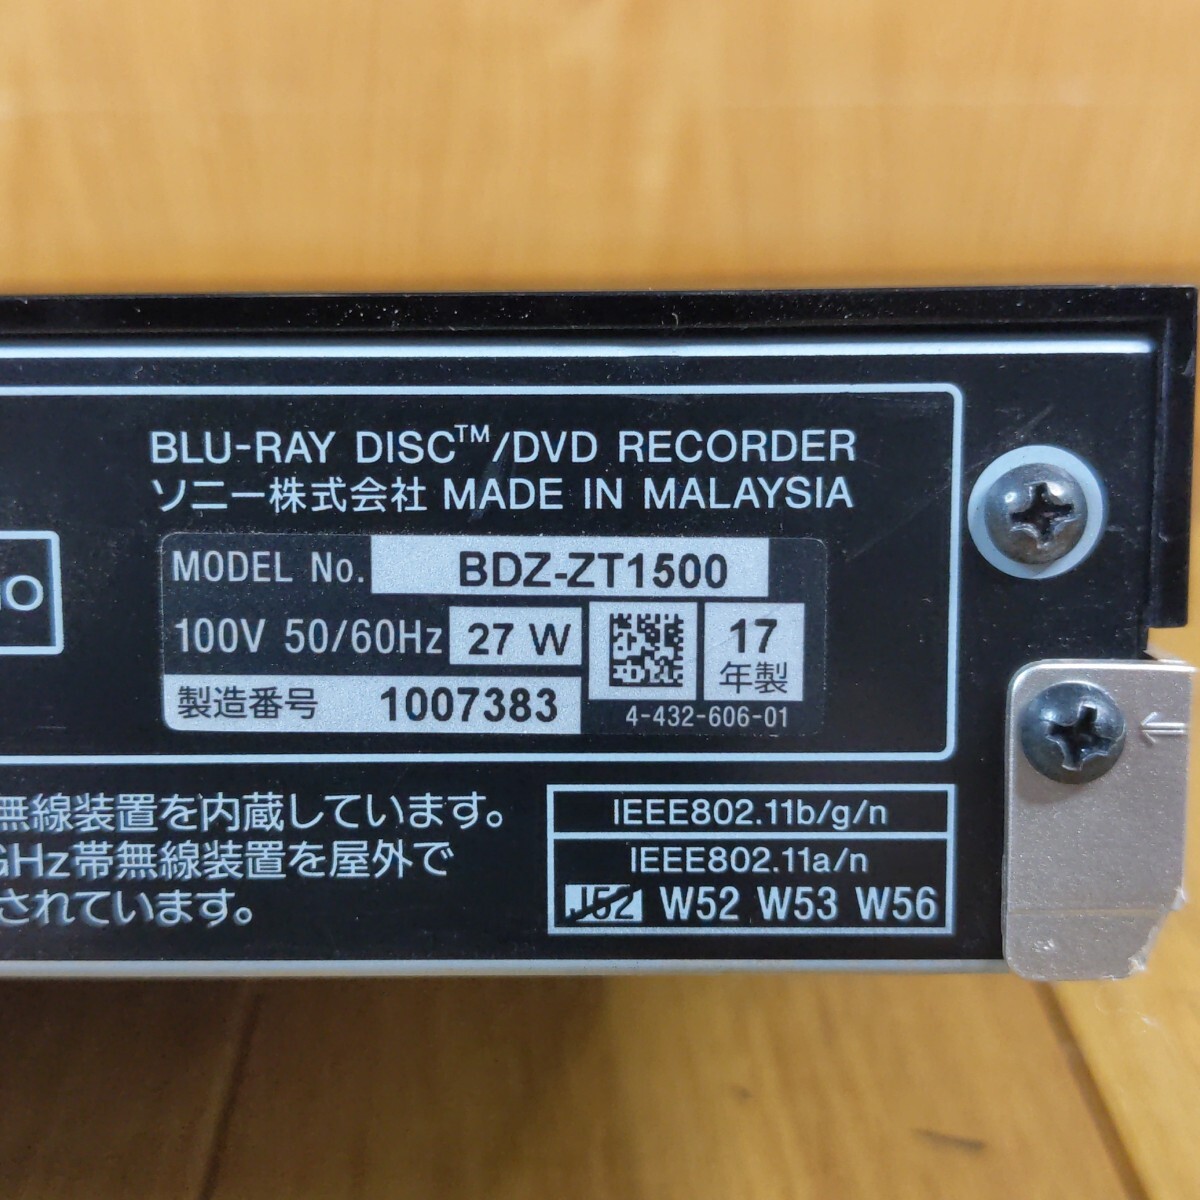 BLU-RAY DISC™/DVD RECORDER
ソニー株式会社 MADE IN MALAYSIA
MODEL No. BDZ-ZT1500
100V 50/60Hz 27 W
17
年製
製造番号 1007383
4-432-606-01
無線装置を内蔵しています。
GHz帯無線装置を屋外で
されています。
IEEE802.11b/g/n
IEEE802.11a/n
J52 W52 W53 W56